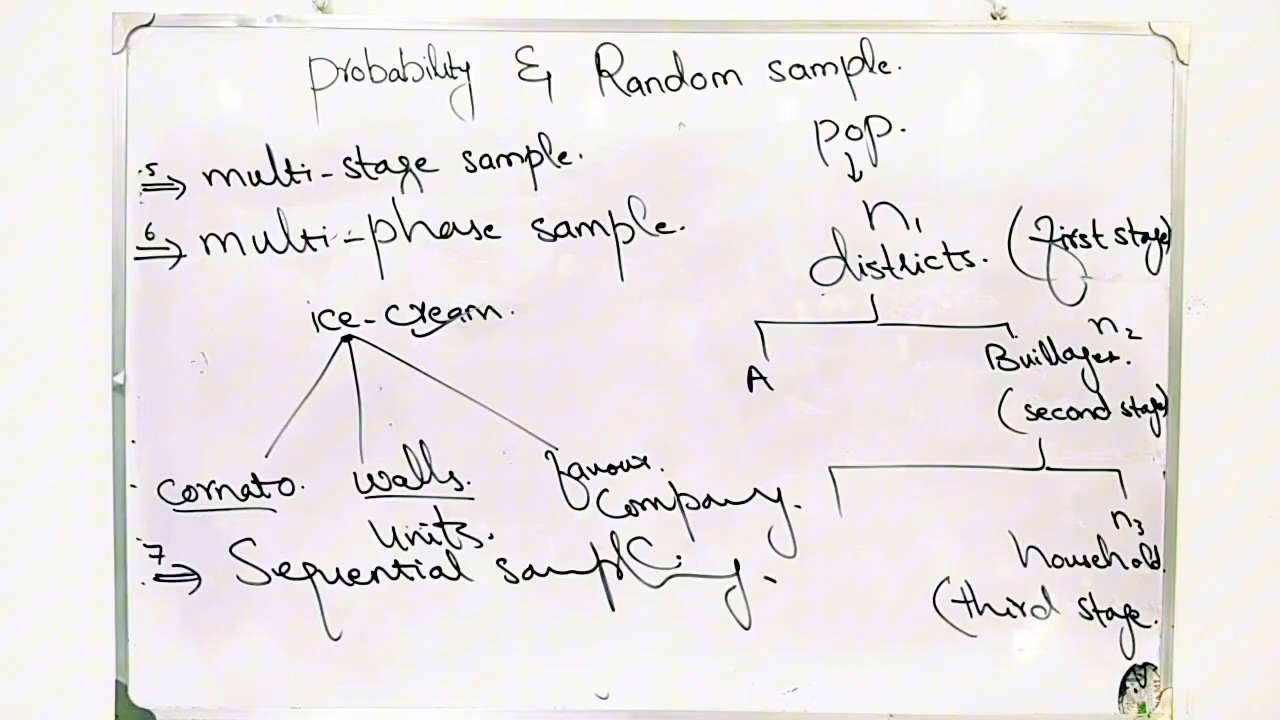 Probability & Random sample.
5 ⇒ multi-stage sample.
6 ⇒ multi-phase sample.
ice-cream.
cornato. walls. favour.
Company.
units.
7 ⇒ Sequential sampling.
pop.
↓
n₁
districts. (first stage)
A
n₂
B villages.
(second stage)
n₃
household.
(third stage.